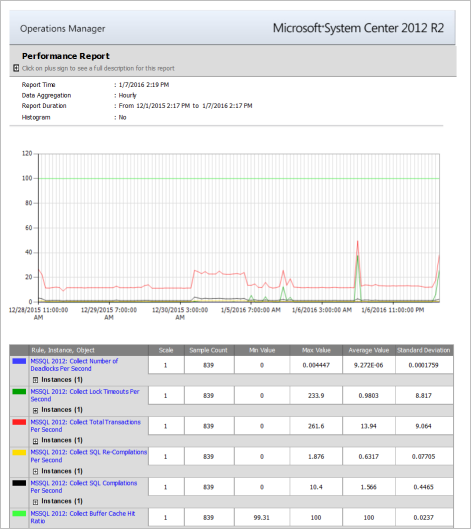 Operations Manager
Microsoft® System Center 2012 R2
Performance Report
Click on plus sign to see a full description for this report
Report Time : 1/7/2016 2:19 PM
Data Aggregation : Hourly
Report Duration : From 12/1/2015 2:17 PM to 1/7/2016 2:17 PM
Histogram : No
120
100
80
60
40
20
0
12/28/2015 11:00:00 AM
12/29/2015 7:00:00 AM
12/30/2015 3:00:00 AM
1/5/2016 7:00:00 AM
1/6/2016 3:00:00 AM
1/6/2016 11:00:00 PM
Rule, Instance, Object Scale Sample Count Min Value Max Value Average Value Standard Deviation
MSSQL 2012: Collect Number of
Deadlocks Per Second 1 839 0 0.004447 9.272E-06 0.0001759
Instances (1)
MSSQL 2012: Collect Lock Timeouts Per
Second 1 839 0 233.9 0.9803 8.817
Instances (1)
MSSQL 2012: Collect Total Transactions
Per Second 1 839 0 261.6 13.94 9.064
Instances (1)
MSSQL 2012: Collect SQL Re-Compilations
Per Second 1 839 0 1.876 0.6317 0.07705
Instances (1)
MSSQL 2012: Collect SQL Compilations
Per Second 1 839 0 10.4 1.566 0.4465
Instances (1)
MSSQL 2012: Collect Buffer Cache Hit
Ratio 1 839 99.31 100 100 0.0237